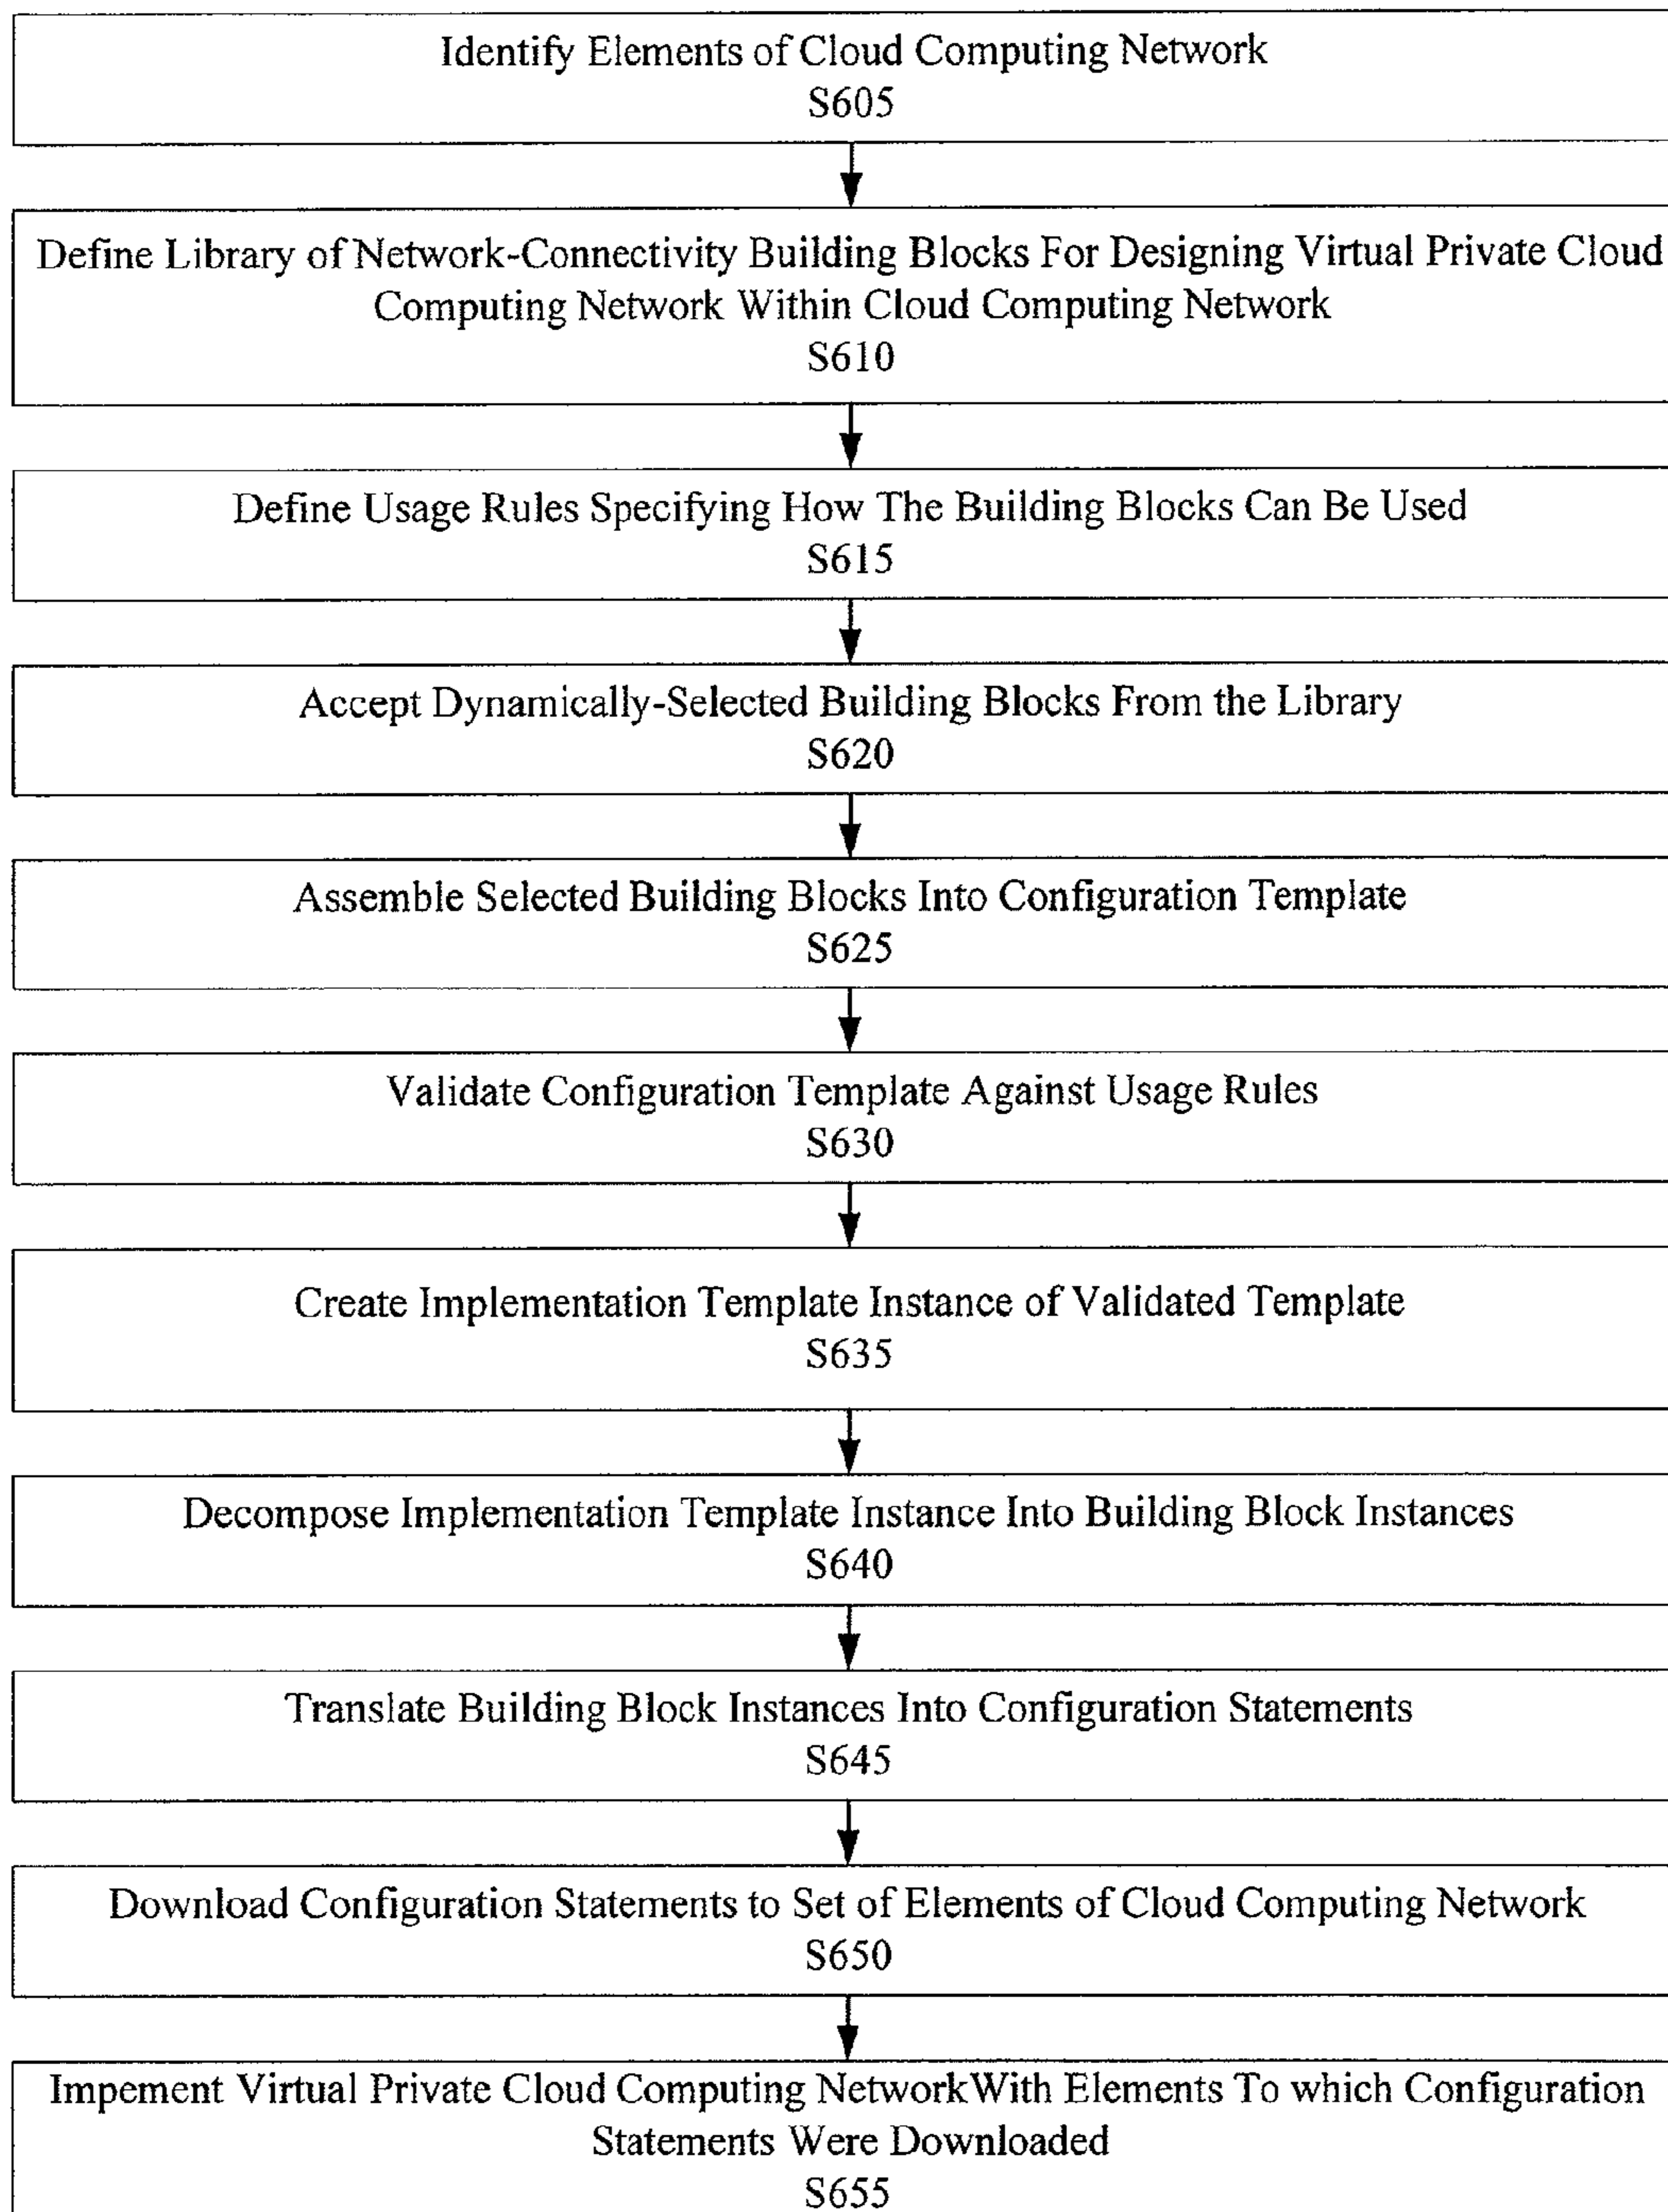 Identify Elements of Cloud Computing Network
S605
Define Library of Network-Connectivity Building Blocks For Designing Virtual Private Cloud
Computing Network Within Cloud Computing Network
S610
Define Usage Rules Specifying How The Building Blocks Can Be Used
S615
Accept Dynamically-Selected Building Blocks From the Library
S620
Assemble Selected Building Blocks Into Configuration Template
S625
Validate Configuration Template Against Usage Rules
S630
Create Implementation Template Instance of Validated Template
S635
Decompose Implementation Template Instance Into Building Block Instances
S640
Translate Building Block Instances Into Configuration Statements
S645
Download Configuration Statements to Set of Elements of Cloud Computing Network
S650
Impement Virtual Private Cloud Computing NetworkWith Elements To which Configuration
Statements Were Downloaded
S655